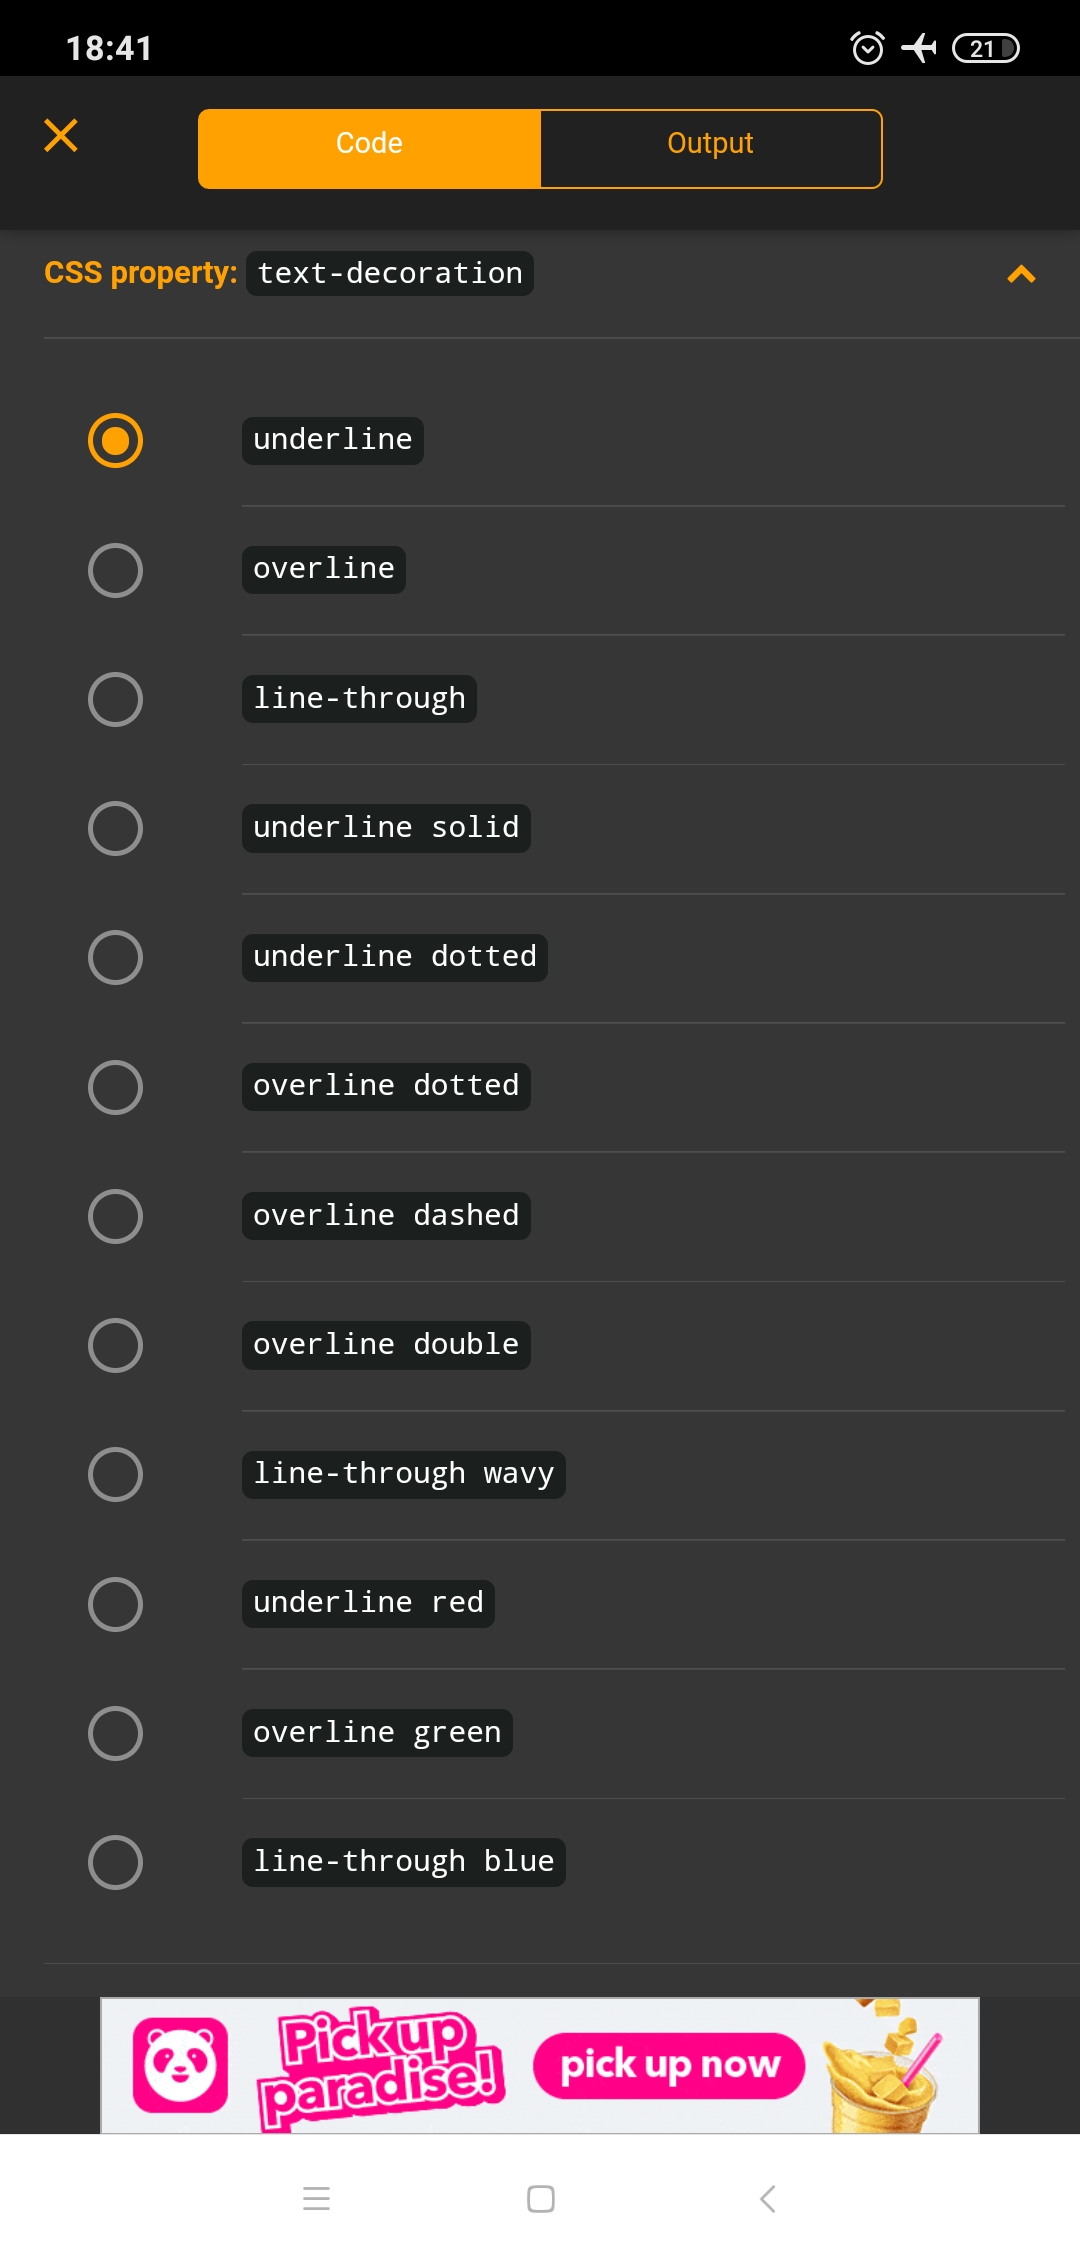 18:41
21
Code
Output
CSS property: text-decoration
underline
overline
line-through
underline solid
underline dotted
overline dotted
overline dashed
overline double
line-through wavy
underline red
overline green
line-through blue
Pick up
paradise!
pick up now